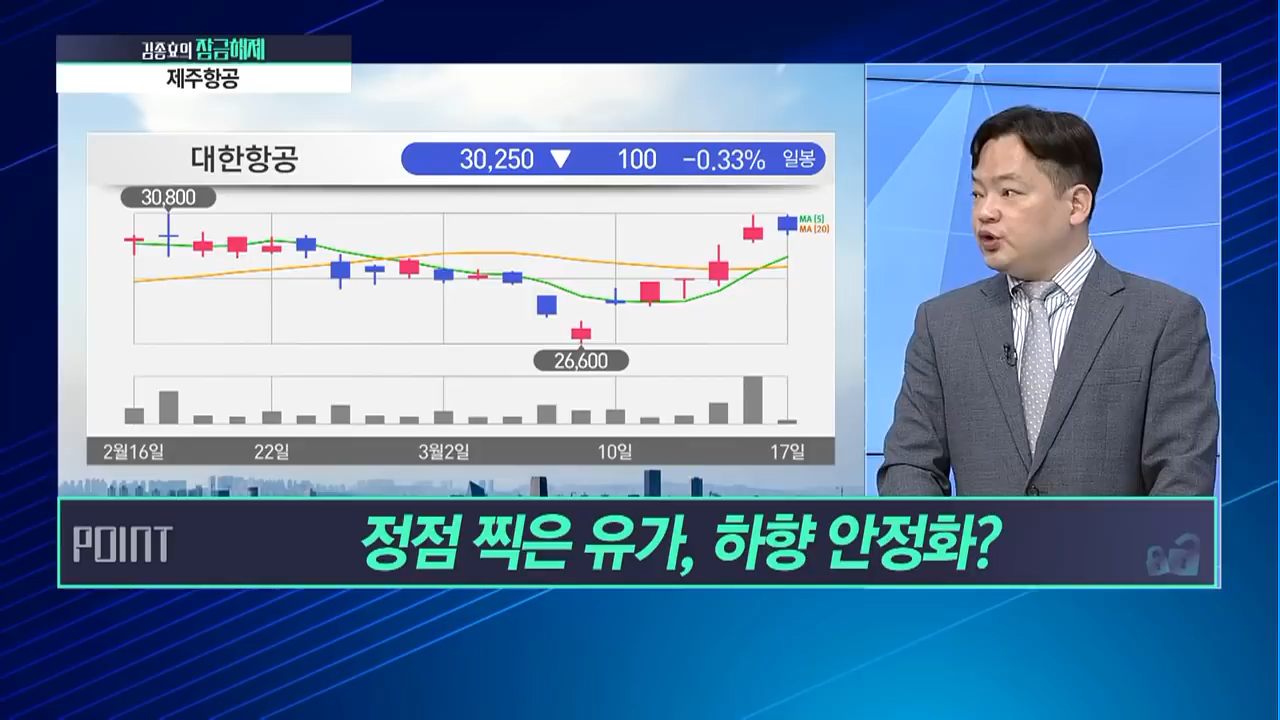 김종효의 잠금해제
제주항공
대한항공 30,250 ▼ 100 -0.33% 일봉
30,800
MA [5]
MA [20]
26,600
2월16일 22일 3월2일 10일 17일
POINT 정점 찍은 유가, 하향 안정화?